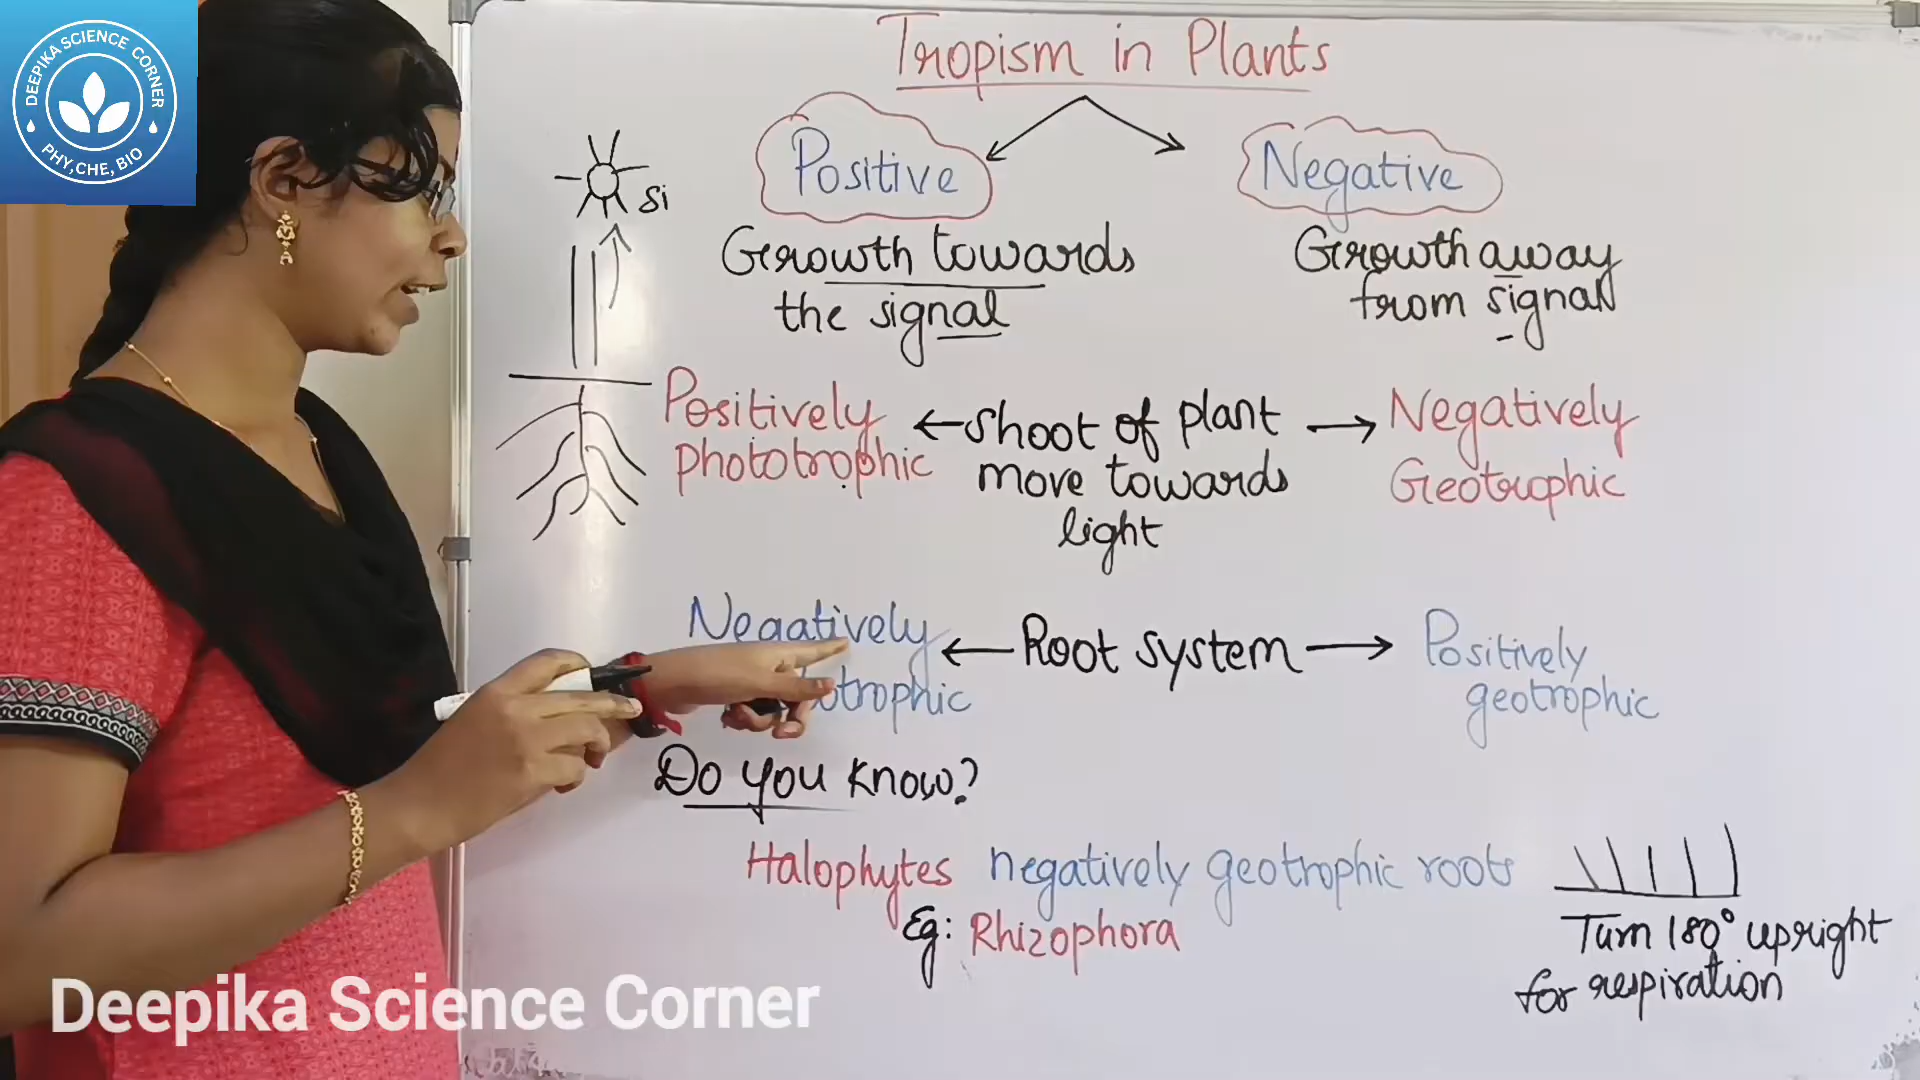 DEEPIKA SCIENCE CORNER
PHY,CHE, BIO
Tropism in Plants
Positive
Negative
Si
Growth towards
the signal
Growth away
from signal
Positively
phototrophic
← Shoot of plant →
move towards
light
Negatively
Geotrophic
Negatively
← Root system →
Positively
geotrophic
Do you know?
Halophytes negatively geotrophic roots
Eg: Rhizophora
Turn 180° upright
for respiration
Deepika Science Corner